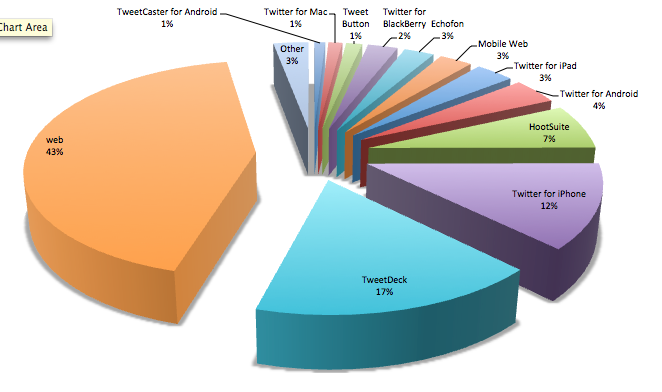 Chart Area
TweetCaster for Android
1%
Twitter for Mac
1%
Tweet
Button
1%
Twitter for
BlackBerry
2%
Echofon
3%
Mobile Web
3%
Twitter for iPad
3%
Twitter for Android
4%
Other
3%
HootSuite
7%
web
43%
Twitter for iPhone
12%
TweetDeck
17%